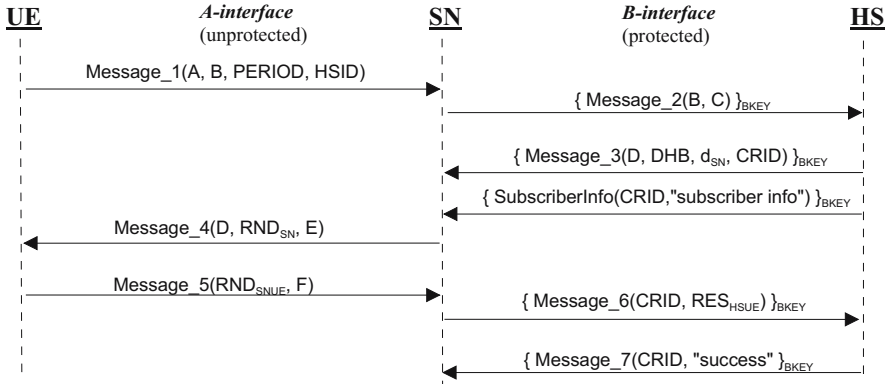 UE
A-interface
(unprotected)
SN
B-interface
(protected)
HS
Message_1(A, B, PERIOD, HSID)
{ Message_2(B, C) }BKEY
{ Message_3(D, DHB, dSN, CRID) }BKEY
{ SubscriberInfo(CRID,"subscriber info") }BKEY
Message_4(D, RNDSN, E)
Message_5(RNDSNUE, F)
{ Message_6(CRID, RESHSUE) }BKEY
{ Message_7(CRID, "success" }BKEY